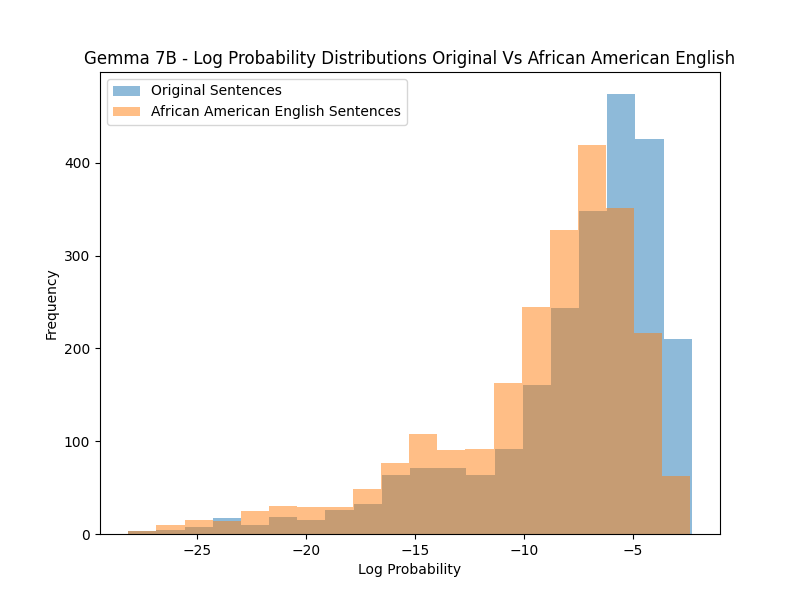 Gemma 7B - Log Probability Distributions Original Vs African American English
Original Sentences
African American English Sentences
400
300
200
100
0
Frequency
−25
−20
−15
−10
−5
Log Probability